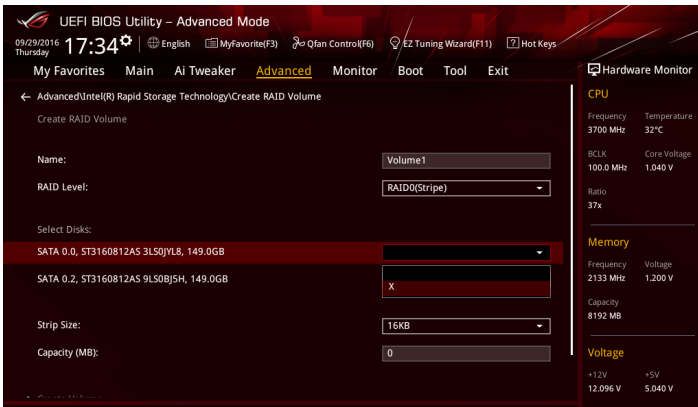 UEFI BIOS Utility – Advanced Mode
09/29/2016 Thursday 17:34 English MyFavorite(F3) Qfan Control(F6) EZ Tuning Wizard(F11) ? Hot Keys
My Favorites Main Ai Tweaker Advanced Monitor Boot Tool Exit
← Advanced\Intel(R) Rapid Storage Technology\Create RAID Volume
Create RAID Volume
Name: Volume1
RAID Level: RAID0(Stripe)
Select Disks:
SATA 0.0, ST3160812AS 3LS0JYL8, 149.0GB
SATA 0.2, ST3160812AS 9LS0BJ5H, 149.0GB
X
Strip Size: 16KB
Capacity (MB): 0
Create Volume
Hardware Monitor
CPU
Frequency Temperature
3700 MHz 32°C
BCLK Core Voltage
100.0 MHz 1.040 V
Ratio
37x
Memory
Frequency Voltage
2133 MHz 1.200 V
Capacity
8192 MB
Voltage
+12V +5V
12.096 V 5.040 V